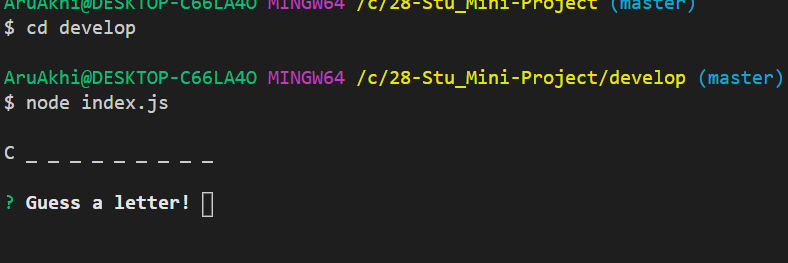 AruAkhi@DESKTOP-C66LA4O MINGW64 /c/28-Stu_Mini-Project (master)
$ cd develop
AruAkhi@DESKTOP-C66LA4O MINGW64 /c/28-Stu_Mini-Project/develop (master)
$ node index.js
C _ _ _ _ _ _ _ _ _
? Guess a letter!